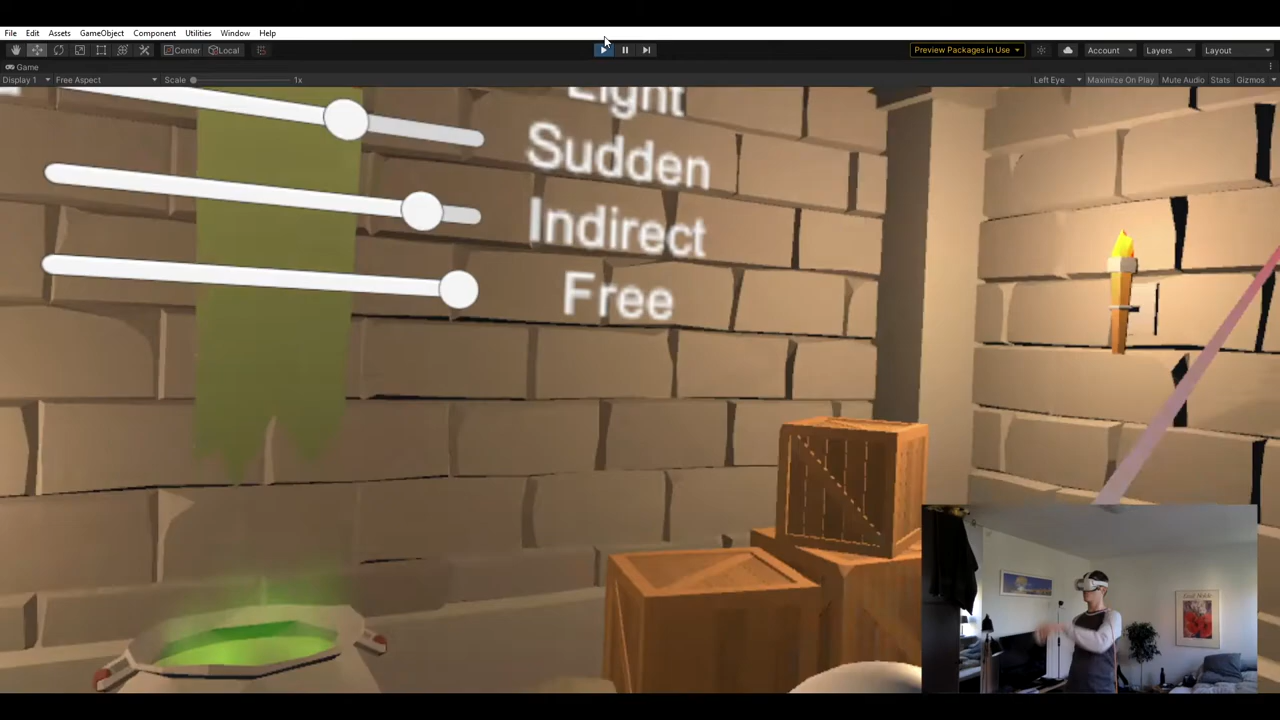 File Edit Assets GameObject Component Utilities Window Help
Center Local Preview Packages in Use Account Layers Layout
Game
Display 1 Free Aspect Scale 1x Left Eye Maximize On Play Mute Audio Stats Gizmos
Light
Sudden
Indirect
Free